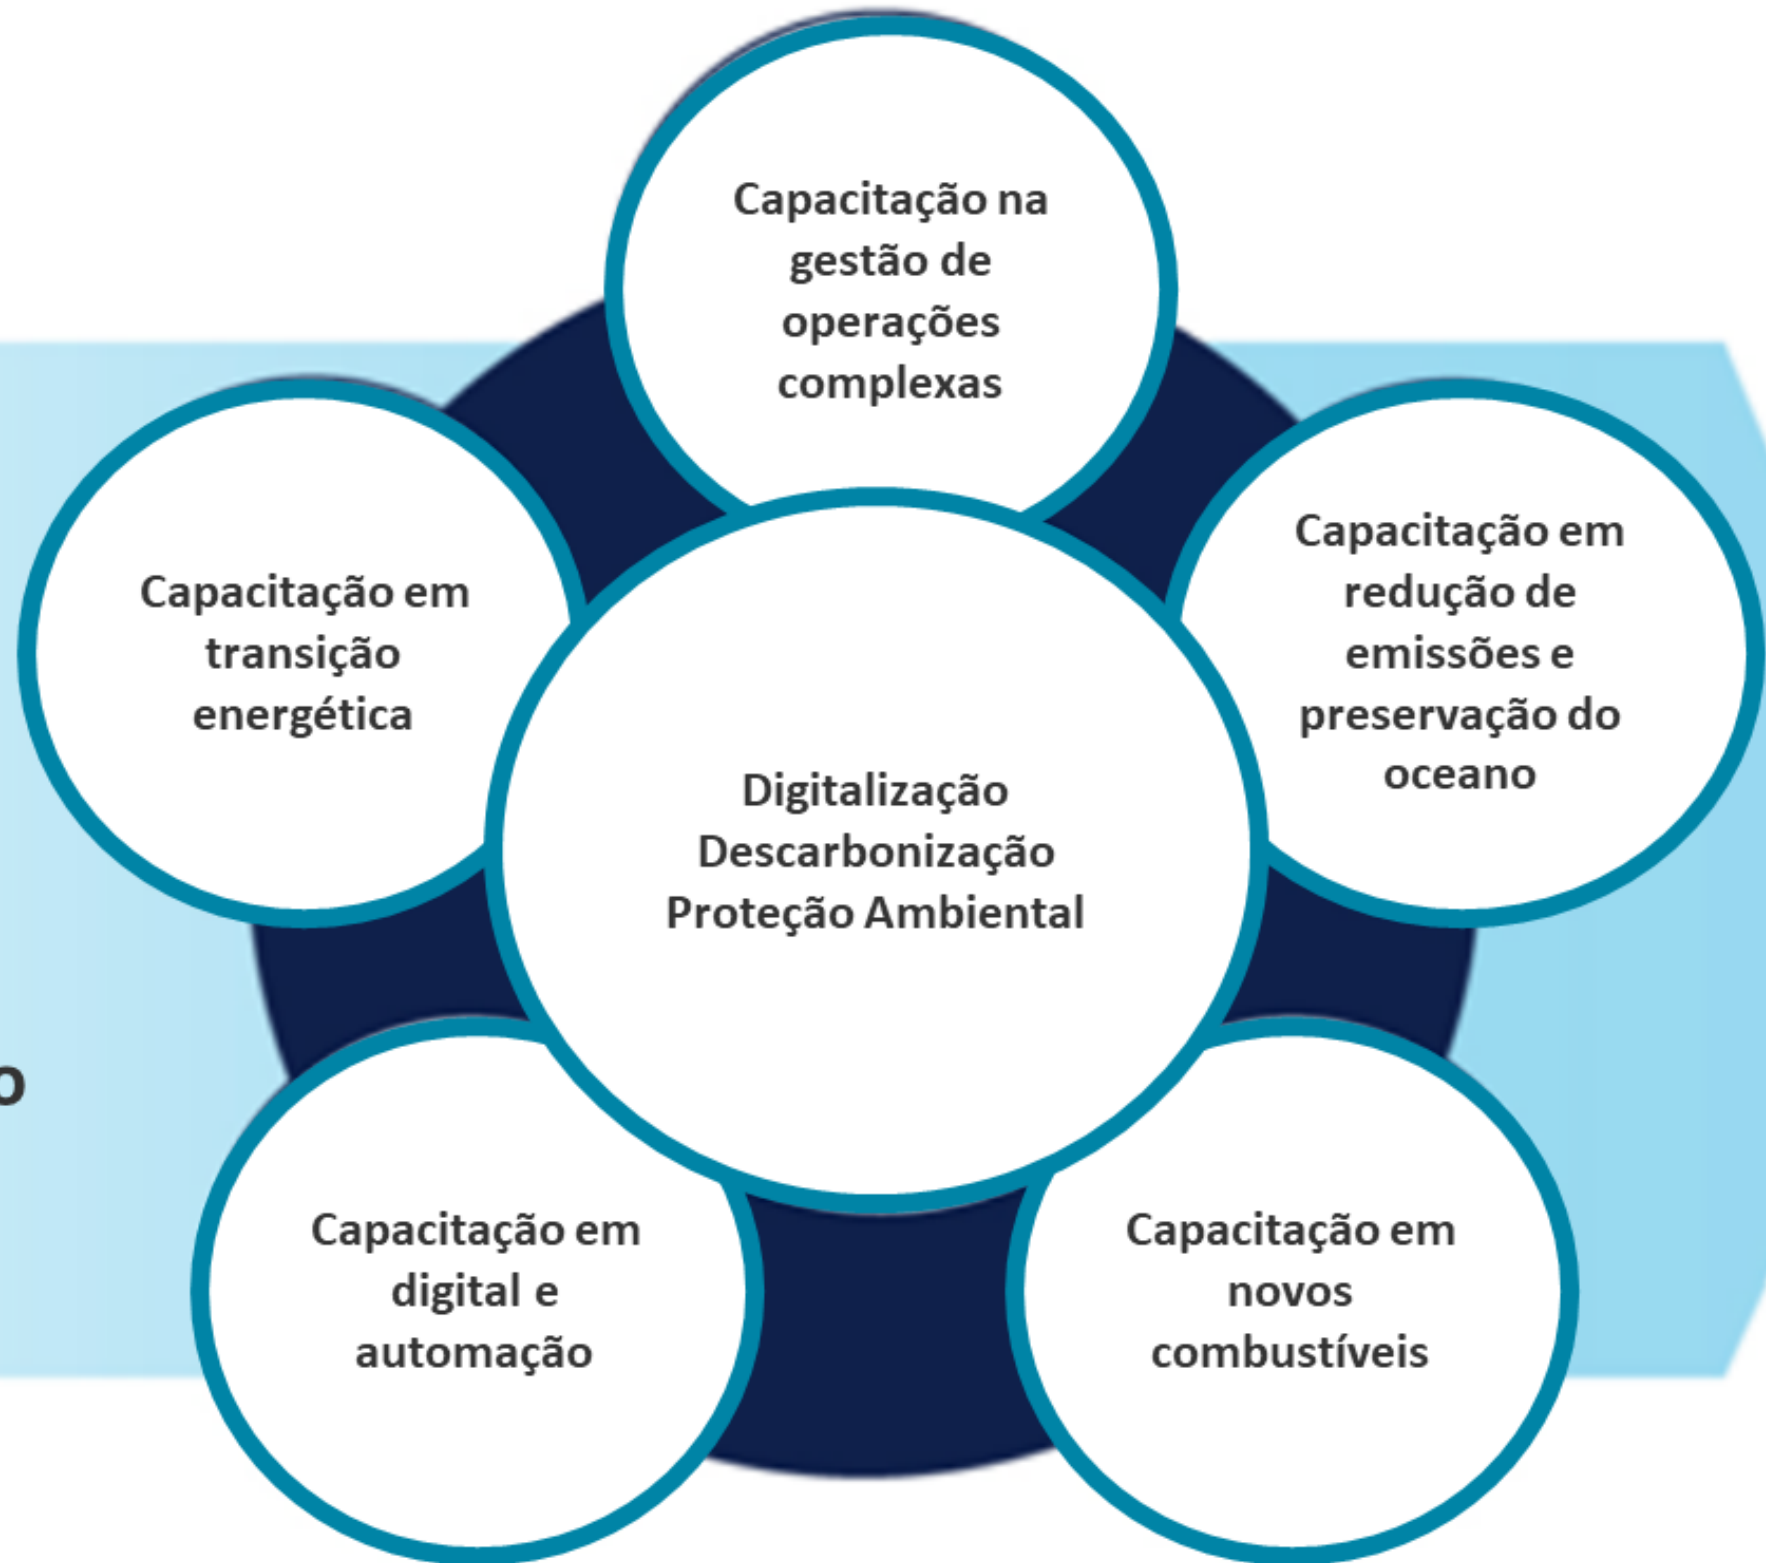 Capacitação na
gestão de
operações
complexas
Capacitação em
transição
energética
Capacitação em
redução de
emissões e
preservação do
oceano
Digitalização
Descarbonização
Proteção Ambiental
o
Capacitação em
digital e
automação
Capacitação em
novos
combustíveis